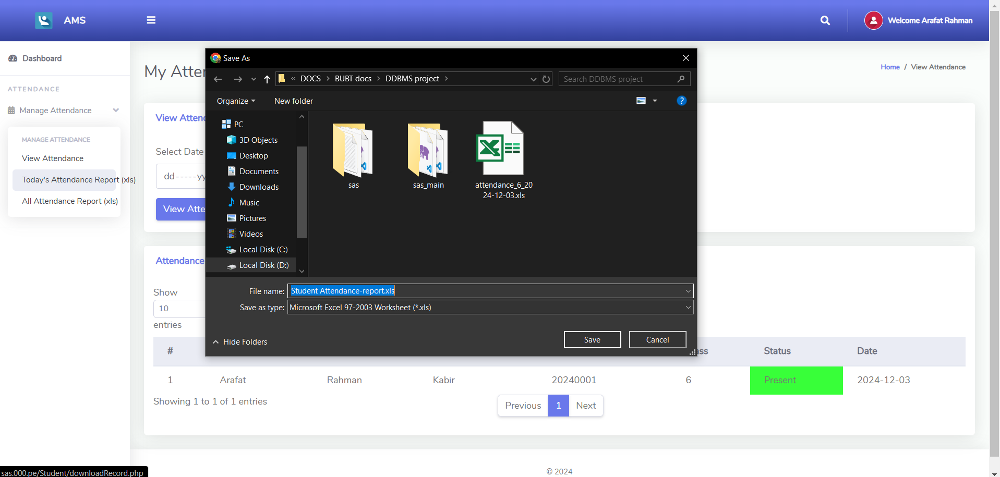 AMS
Welcome Arafat Rahman
Dashboard
ATTENDANCE
Manage Attendance
MANAGE ATTENDANCE
View Attendance
Today's Attendance Report (xls)
All Attendance Report (xls)
My Atte
Home / View Attendance
View Atten
Select Date
dd-----yy
View Atte
Save As
« DOCS > BUBT docs > DDBMS project >
Search DDBMS project
Organize
New folder
?
PC
3D Objects
Desktop
Documents
Downloads
Music
Pictures
Videos
Local Disk (C:)
Local Disk (D:)
sas
sas_main
attendance_6_20
24-12-03.xls
File name: Student Attendance-report.xls
Save as type: Microsoft Excel 97-2003 Worksheet (*.xls)
Hide Folders
Save
Cancel
Attendance
Show
10
entries
# ss Status Date
1 Arafat Rahman Kabir 20240001 6 Present 2024-12-03
Showing 1 to 1 of 1 entries
Previous 1 Next
© 2024
sas.000.pe/Student/downloadRecord.php